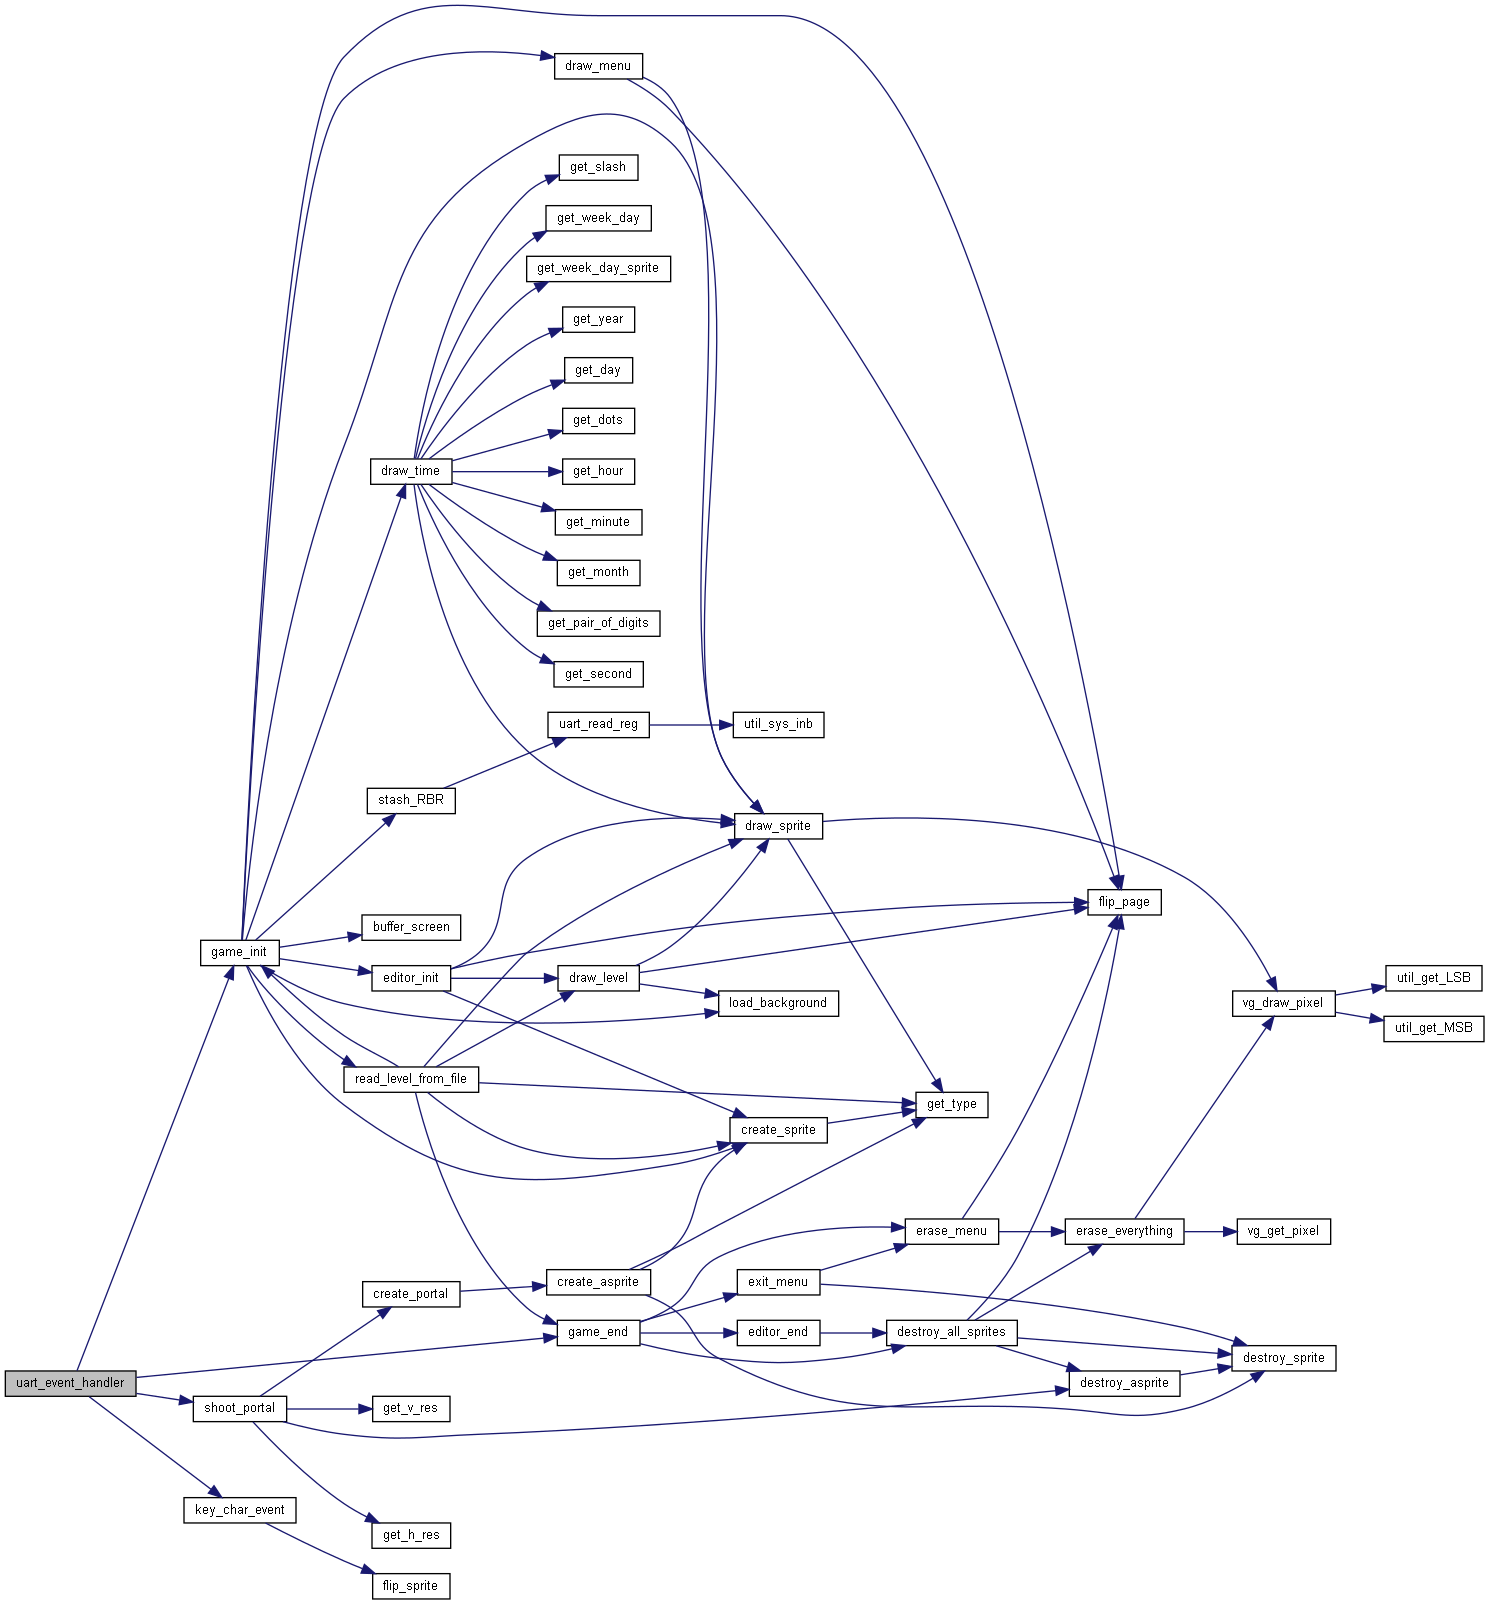 draw_menu
get_slash
get_week_day
get_week_day_sprite
get_year
get_day
get_dots
draw_time
get_hour
get_minute
get_month
get_pair_of_digits
get_second
uart_read_reg
util_sys_inb
stash_RBR
draw_sprite
flip_page
buffer_screen
game_init
editor_init
draw_level
util_get_LSB
load_background
vg_draw_pixel
util_get_MSB
read_level_from_file
get_type
create_sprite
erase_menu
erase_everything
vg_get_pixel
create_portal
create_asprite
exit_menu
game_end
editor_end
destroy_all_sprites
destroy_sprite
uart_event_handler
destroy_asprite
shoot_portal
get_v_res
key_char_event
get_h_res
flip_sprite